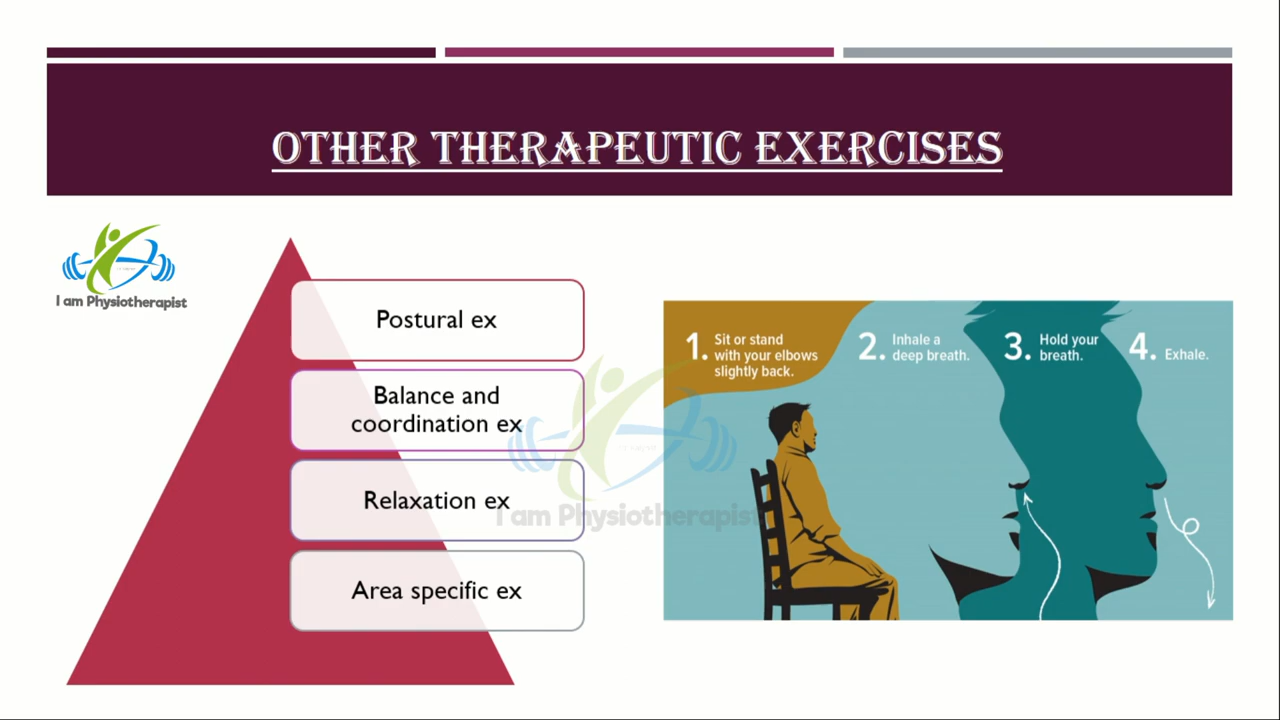 OTHER THERAPEUTIC EXERCISES
I am Physiotherapist
Postural ex
Balance and
coordination ex
Relaxation ex
Area specific ex
I am Physiotherapist
1. Sit or stand
with your elbows
slightly back.
2. Inhale a
deep breath.
3. Hold your
breath.
4. Exhale.